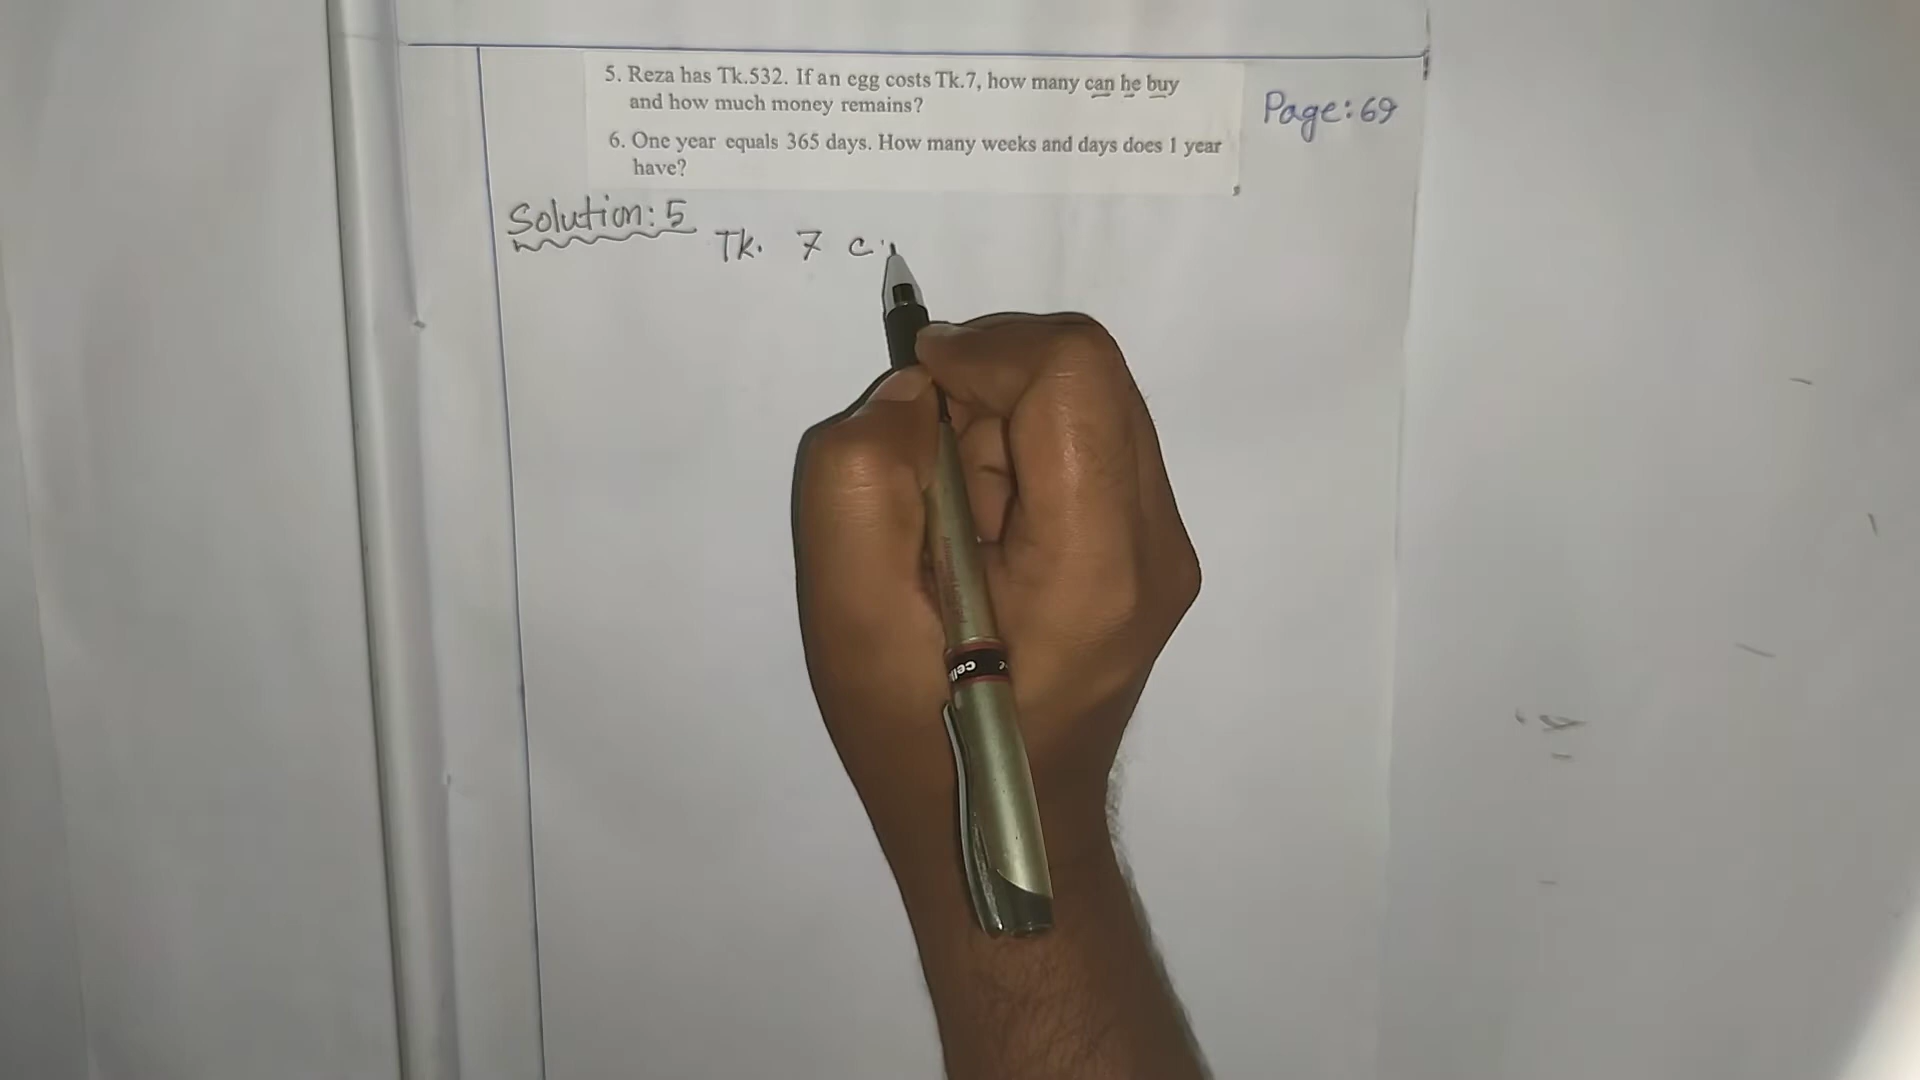 5. Reza has Tk.532. If an egg costs Tk.7, how many can he buy
and how much money remains?
6. One year equals 365 days. How many weeks and days does 1 year
have?
Page:69
Solution:5
Tk. 7 c
cell